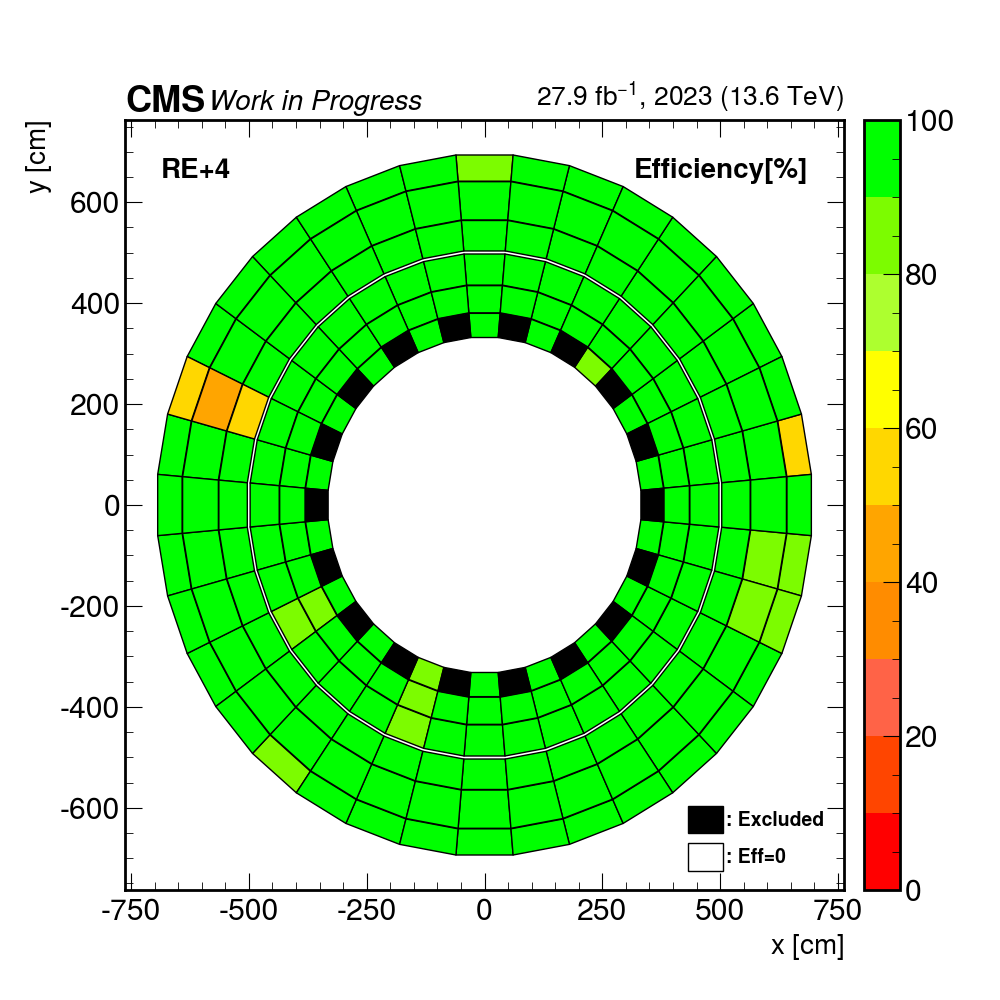 CMS Work in Progress 27.9 fb⁻¹, 2023 (13.6 TeV)
y [cm]
RE+4 Efficiency[%]
600
400
200
0
-200
-400
-600
: Excluded
: Eff=0
-750 -500 -250 0 250 500 750
x [cm]
100
80
60
40
20
0